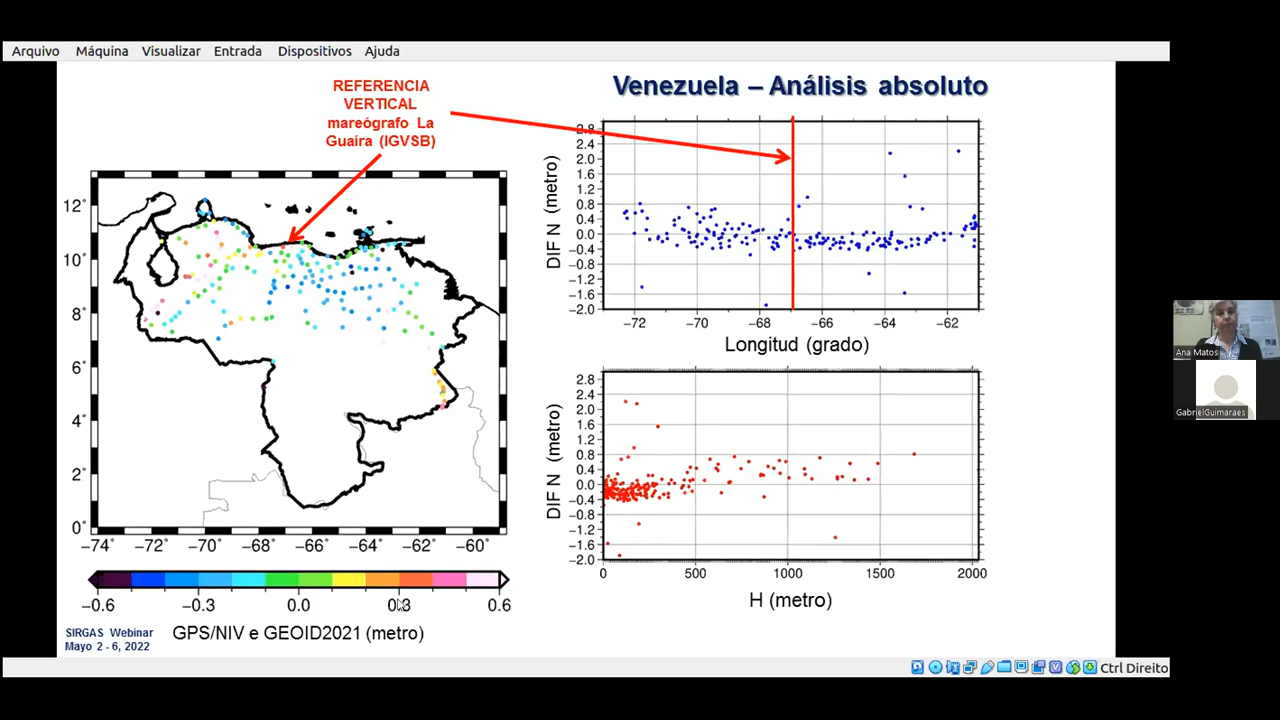 Arquivo Máquina Visualizar Entrada Dispositivos Ajuda
Venezuela – Análisis absoluto
REFERENCIA
VERTICAL
mareógrafo La
Guaíra (IGVSB)
12°
10°
8°
6°
4°
2°
0°
−74 −72 −70 −68 −66 −64 −62 −60
−0.6 −0.3 0.0 0.3 0.6
GPS/NIV e GEOID2021 (metro)
SIRGAS Webinar
Mayo 2 - 6, 2022
DIF N (metro)
2.8
2.4
2.0
1.6
1.2
0.8
0.4
0.0
−0.4
−0.8
−1.2
−1.6
−2.0
−72 −70 −68 −66 −64 −62
Longitud (grado)
DIF N (metro)
2.8
2.4
2.0
1.6
1.2
0.8
0.4
0.0
−0.4
−0.8
−1.2
−1.6
−2.0
0 500 1000 1500 2000
H (metro)
Ana Matos
GabrielGuimaraes
Ctrl Direito